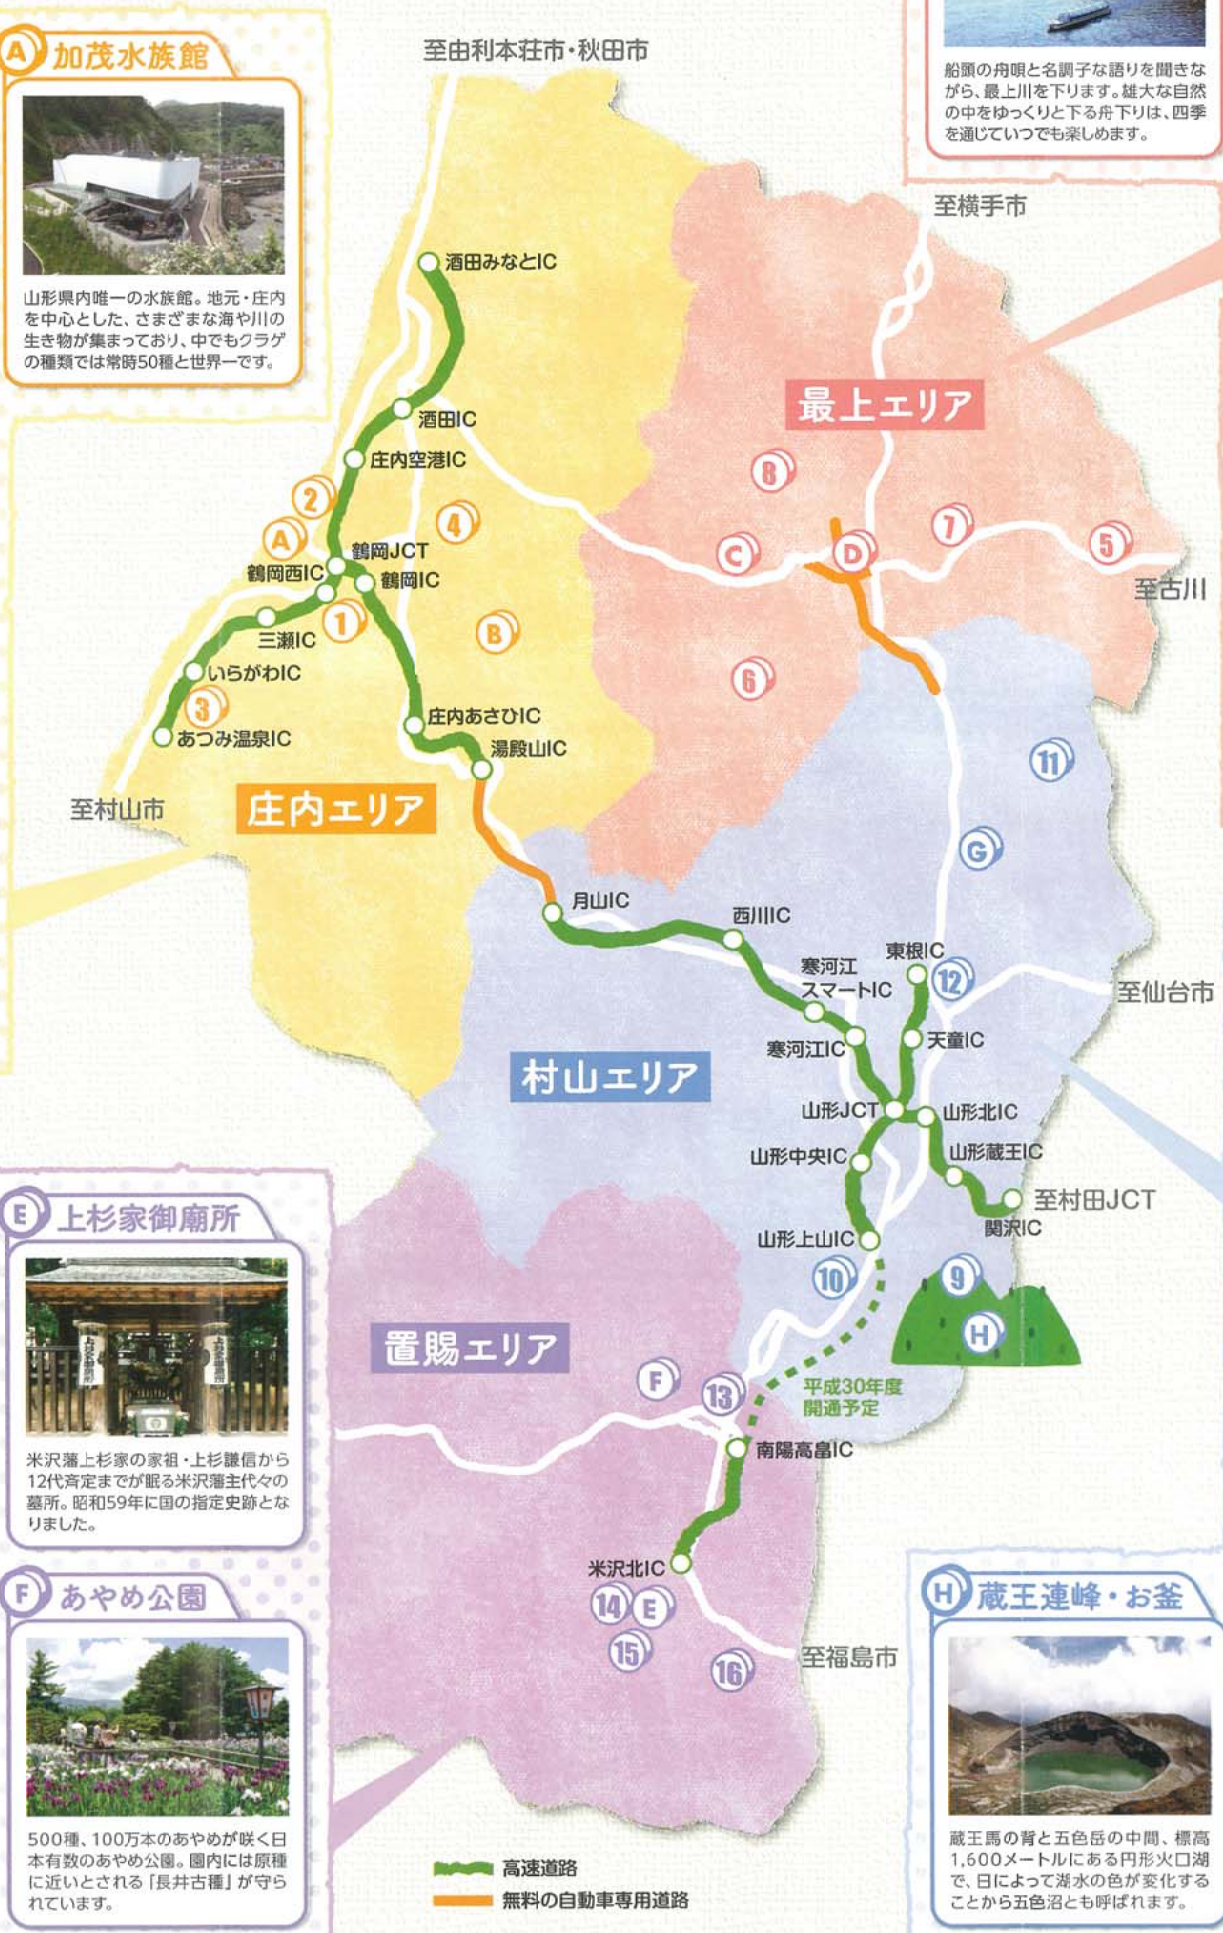 A 加茂水族館
山形県内唯一の水族館。地元・庄内
を中心とした、さまざまな海や川の
生き物が集まっており、中でもクラゲ
の種類では常時50種と世界一です。
船頭の舟唄と名調子な語りを聞きな
がら、最上川を下ります。雄大な自然
の中をゆっくりと下る舟下りは、四季
を通じていつでも楽しめます。
至由利本荘市・秋田市
至横手市
酒田みなとIC
最上エリア
酒田IC
庄内空港IC
8
2
4
7
A
C
D
5
鶴岡JCT
鶴岡西IC
鶴岡IC
至古川
1
B
三瀬IC
いらがわIC
6
3
庄内あさひIC
あつみ温泉IC
湯殿山IC
11
至村山市
庄内エリア
G
月山IC
西川IC
東根IC
寒河江
スマートIC
12
至仙台市
寒河江IC
天童IC
村山エリア
山形JCT
山形北IC
山形中央IC
山形蔵王IC
至村田JCT
関沢IC
山形上山IC
10
9
H
置賜エリア
F
13
平成30年度
開通予定
南陽高畠IC
米沢北IC
14
E
15
16
至福島市
E 上杉家御廟所
米沢藩上杉家の家祖・上杉謙信から
12代斉定までが眠る米沢藩主代々の
墓所。昭和59年に国の指定史跡とな
りました。
F あやめ公園
500種、100万本のあやめが咲く日
本有数のあやめ公園。園内には原種
に近いとされる「長井古種」が守ら
れています。
H 蔵王連峰・お釜
蔵王馬の背と五色岳の中間、標高
1,600メートルにある円形火口湖
で、日によって湖水の色が変化する
ことから五色沼とも呼ばれます。
高速道路
無料の自動車専用道路